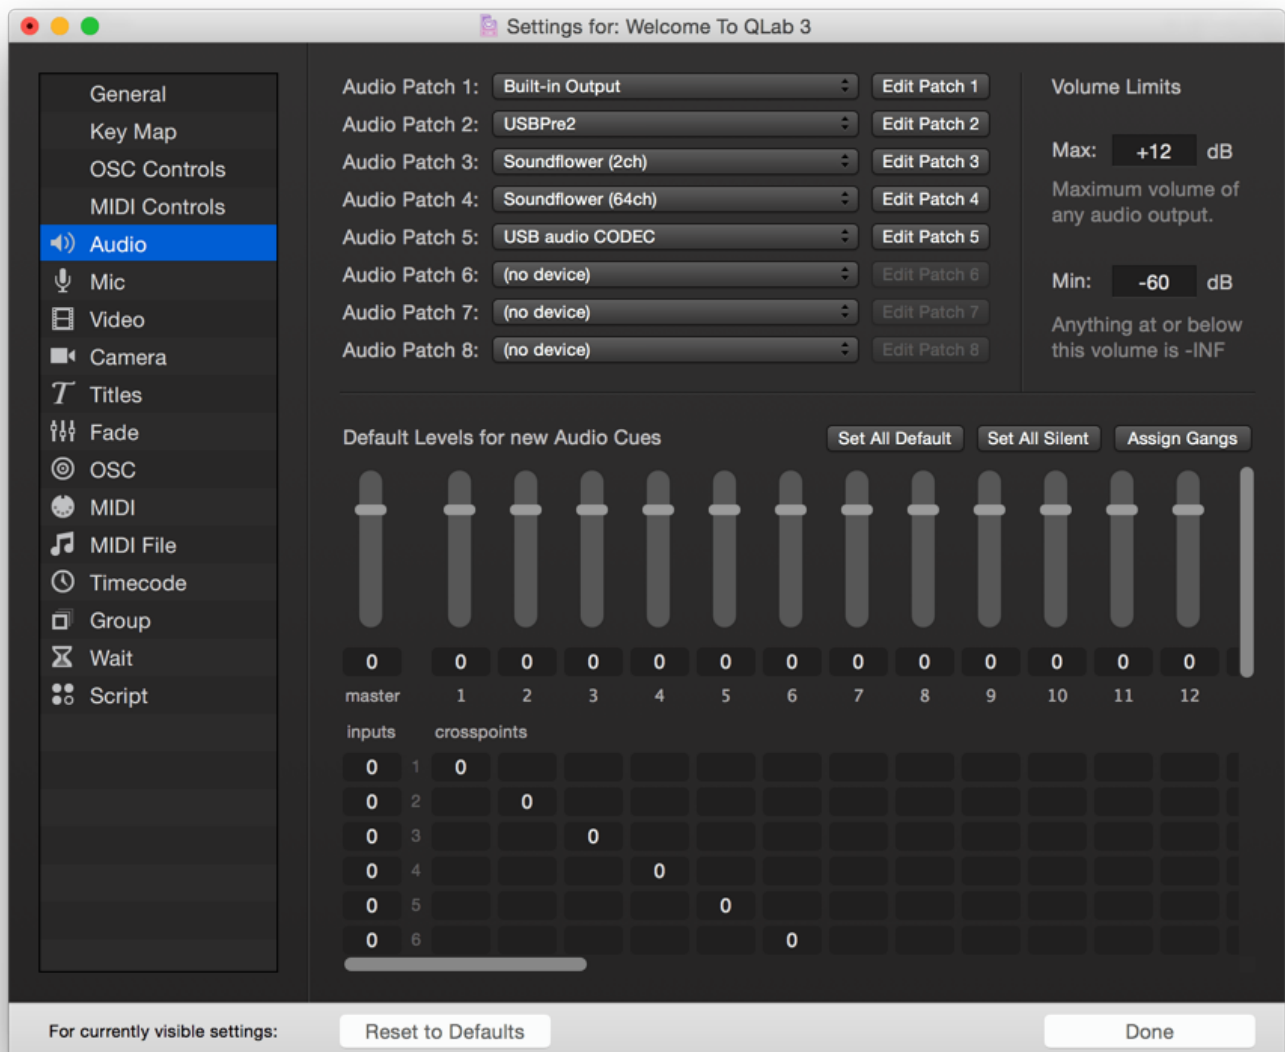 Settings for: Welcome To QLab 3
General
Key Map
OSC Controls
MIDI Controls
Audio
Mic
Video
Camera
Titles
Fade
OSC
MIDI
MIDI File
Timecode
Group
Wait
Script
Audio Patch 1: Built-in Output Edit Patch 1
Audio Patch 2: USBPre2 Edit Patch 2
Audio Patch 3: Soundflower (2ch) Edit Patch 3
Audio Patch 4: Soundflower (64ch) Edit Patch 4
Audio Patch 5: USB audio CODEC Edit Patch 5
Audio Patch 6: (no device) Edit Patch 6
Audio Patch 7: (no device) Edit Patch 7
Audio Patch 8: (no device) Edit Patch 8
Volume Limits
Max: +12 dB
Maximum volume of
any audio output.
Min: -60 dB
Anything at or below
this volume is -INF
Default Levels for new Audio Cues Set All Default Set All Silent Assign Gangs
0 0 0 0 0 0 0 0 0 0 0 0 0
master 1 2 3 4 5 6 7 8 9 10 11 12
inputs crosspoints
0 1 0
0 2 0
0 3 0
0 4 0
0 5 0
0 6 0
For currently visible settings: Reset to Defaults Done